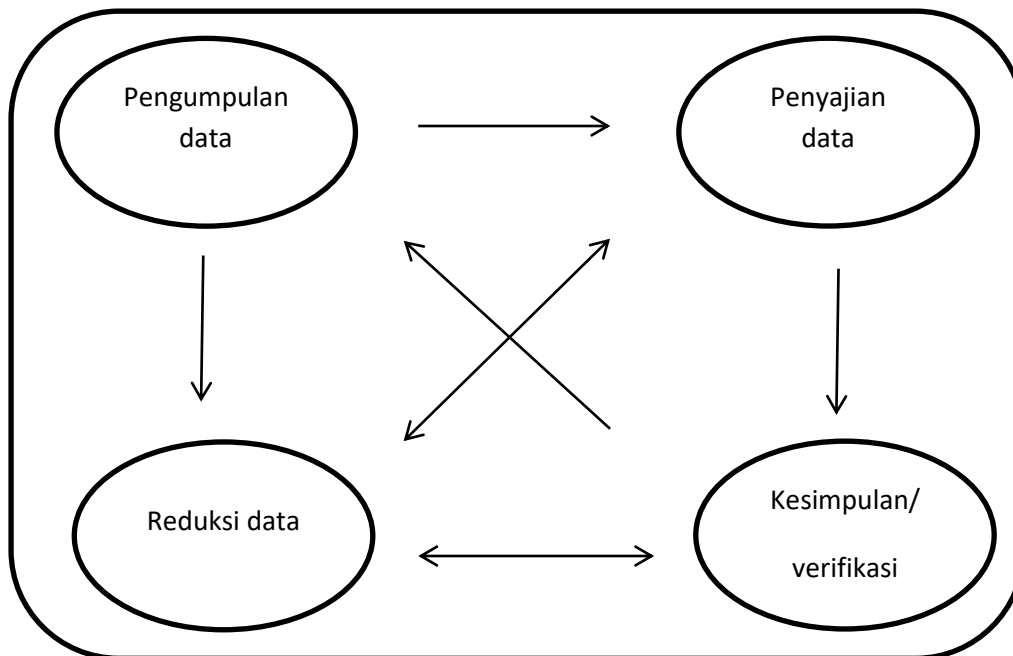 Pengumpulan
data
Penyajian
data
Reduksi data
Kesimpulan/
verifikasi